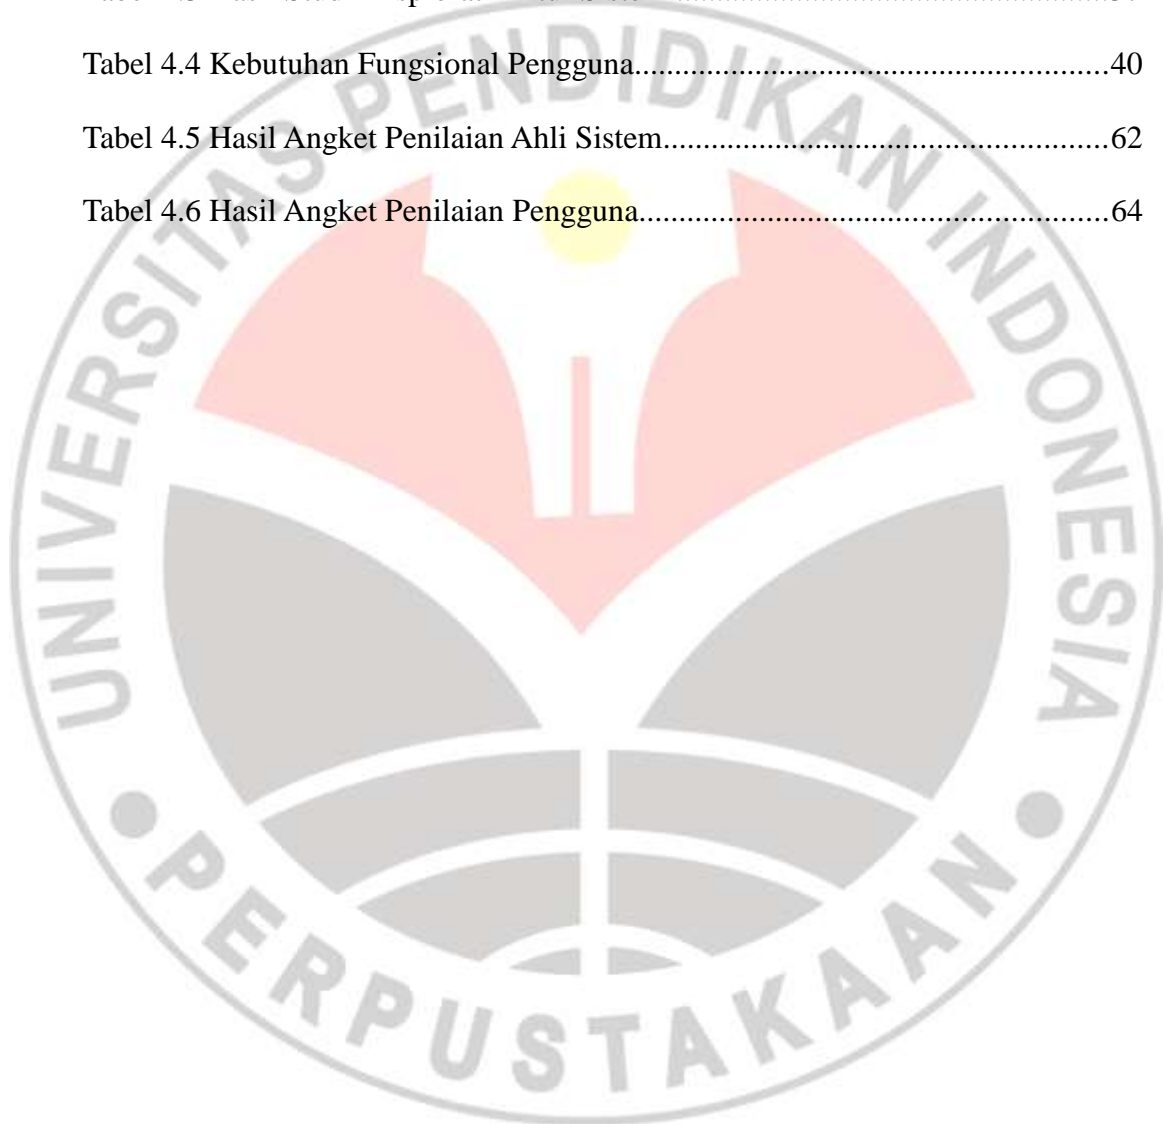 Tabel 4.4 Kebutuhan Fungsional Pengguna............................................................40
Tabel 4.5 Hasil Angket Penilaian Ahli Sistem........................................................62
Tabel 4.6 Hasil Angket Penilaian Pengguna...........................................................64
UNIVERSITAS PENDIDIKAN INDONESIA
PERPUSTAKAAN